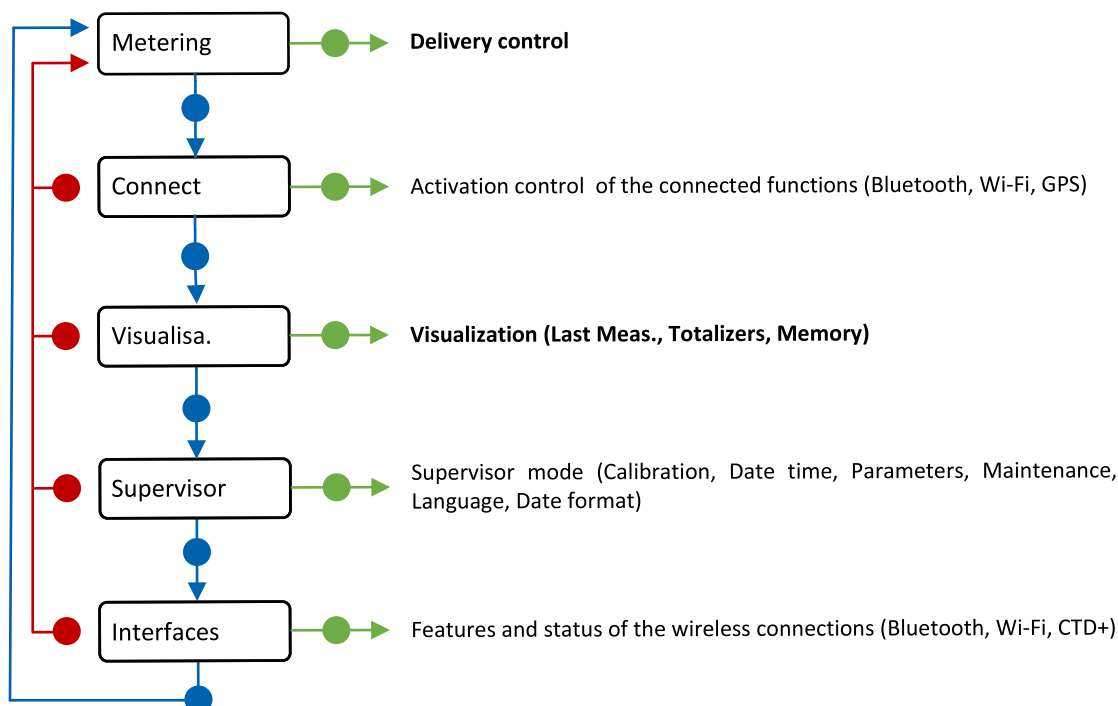 Metering
Delivery control
Connect
Activation control of the connected functions (Bluetooth, Wi-Fi, GPS)
Visualisa.
Visualization (Last Meas., Totalizers, Memory)
Supervisor
Supervisor mode (Calibration, Date time, Parameters, Maintenance,
Language, Date format)
Interfaces
Features and status of the wireless connections (Bluetooth, Wi-Fi, CTD+)